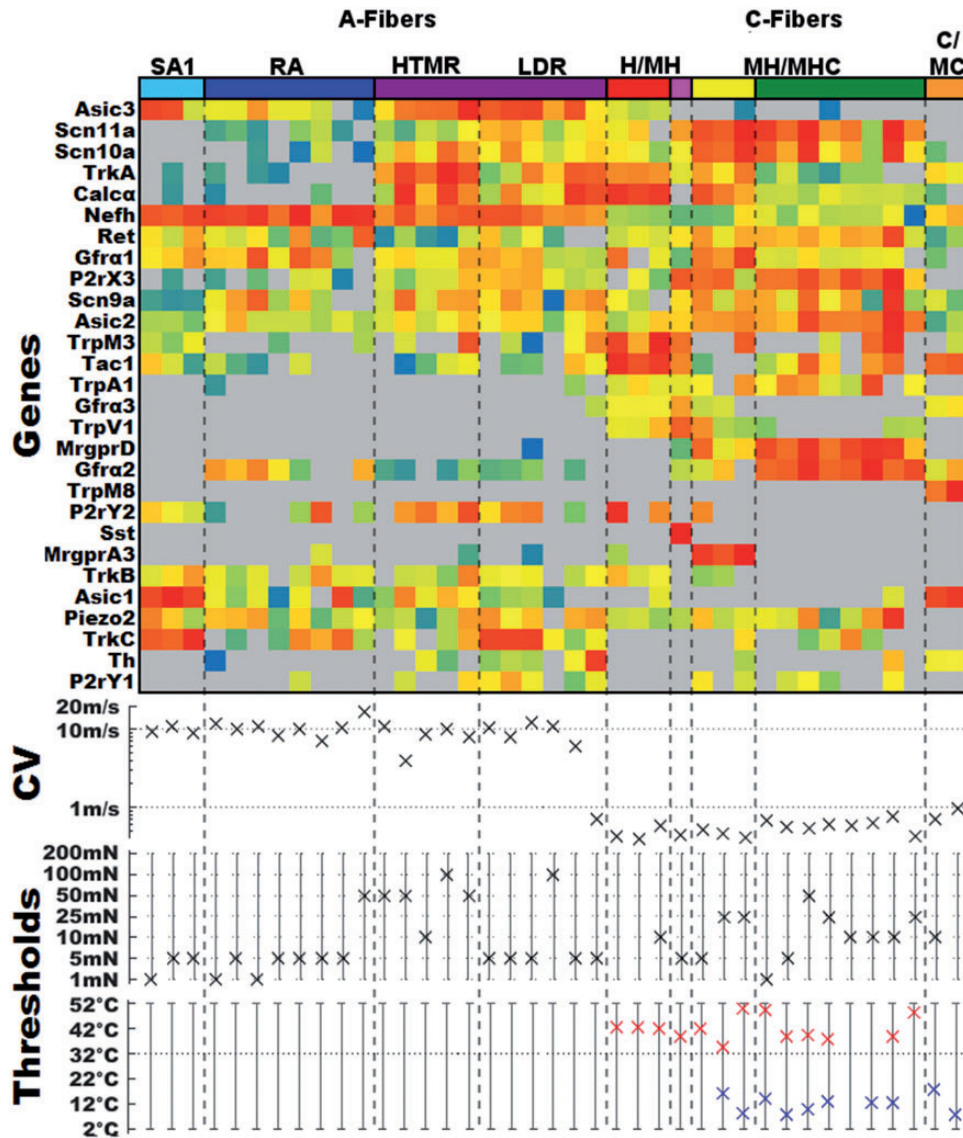 A-Fibers
C-Fibers
SA1
RA
HTMR
LDR
H/MH
MH/MHC
C/
MC
Genes
Asic3
Scn11a
Scn10a
TrkA
Calcα
Nefh
Ret
Gfrα1
P2rX3
Scn9a
Asic2
TrpM3
Tac1
TrpA1
Gfrα3
TrpV1
MrgprD
Gfrα2
TrpM8
P2rY2
Sst
MrgprA3
TrkB
Asic1
Piezo2
TrkC
Th
P2rY1
CV
20m/s
10m/s
1m/s
Thresholds
200mN
100mN
50mN
25mN
10mN
5mN
1mN
52°C
42°C
32°C
22°C
12°C
2°C